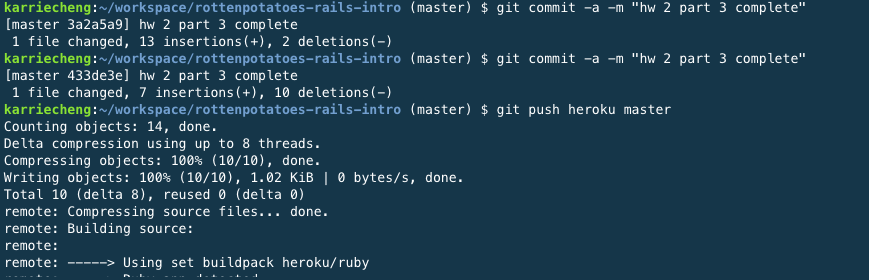 karriecheng:~/workspace/rottenpotatoes-rails-intro (master) $ git commit -a -m "hw 2 part 3 complete"
[master 3a2a5a9] hw 2 part 3 complete
 1 file changed, 13 insertions(+), 2 deletions(-)
karriecheng:~/workspace/rottenpotatoes-rails-intro (master) $ git commit -a -m "hw 2 part 3 complete"
[master 433de3e] hw 2 part 3 complete
 1 file changed, 7 insertions(+), 10 deletions(-)
karriecheng:~/workspace/rottenpotatoes-rails-intro (master) $ git push heroku master
Counting objects: 14, done.
Delta compression using up to 8 threads.
Compressing objects: 100% (10/10), done.
Writing objects: 100% (10/10), 1.02 KiB | 0 bytes/s, done.
Total 10 (delta 8), reused 0 (delta 0)
remote: Compressing source files... done.
remote: Building source:
remote:
remote: -----> Using set buildpack heroku/ruby